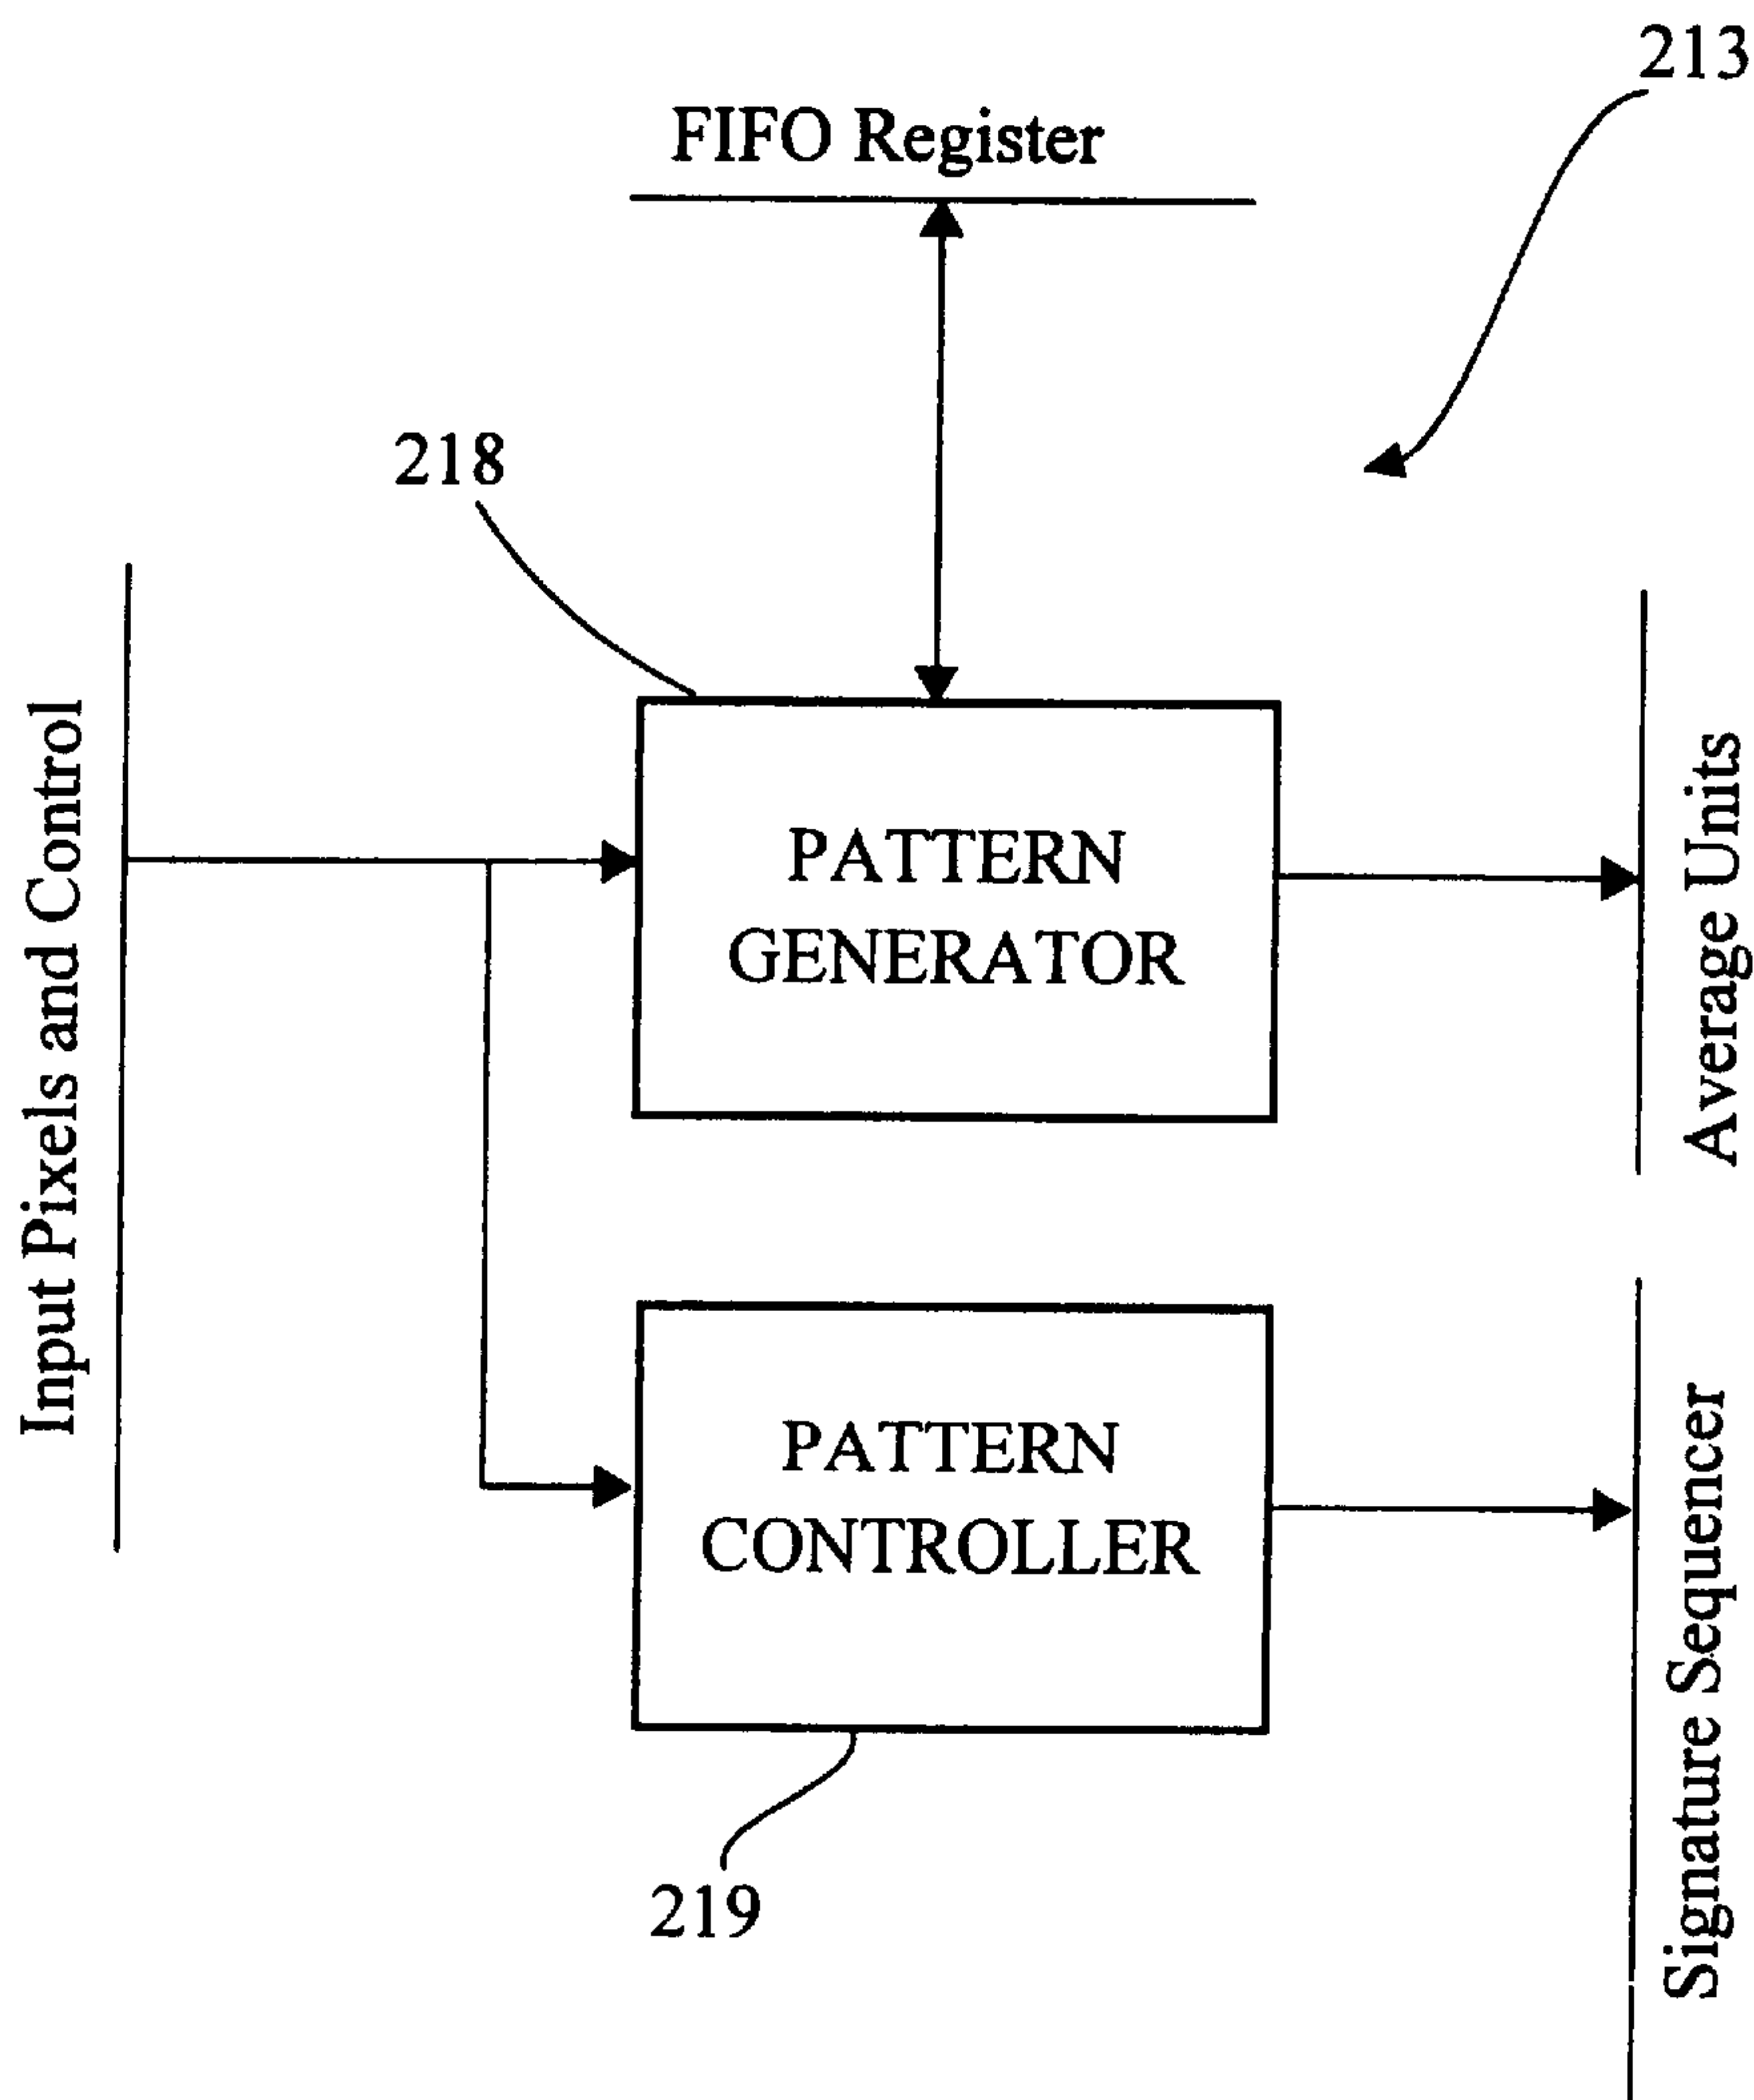 213
FIFO Register
218
Input Pixels and Control
PATTERN
GENERATOR
Average Units
PATTERN
CONTROLLER
Signature Sequencer
219